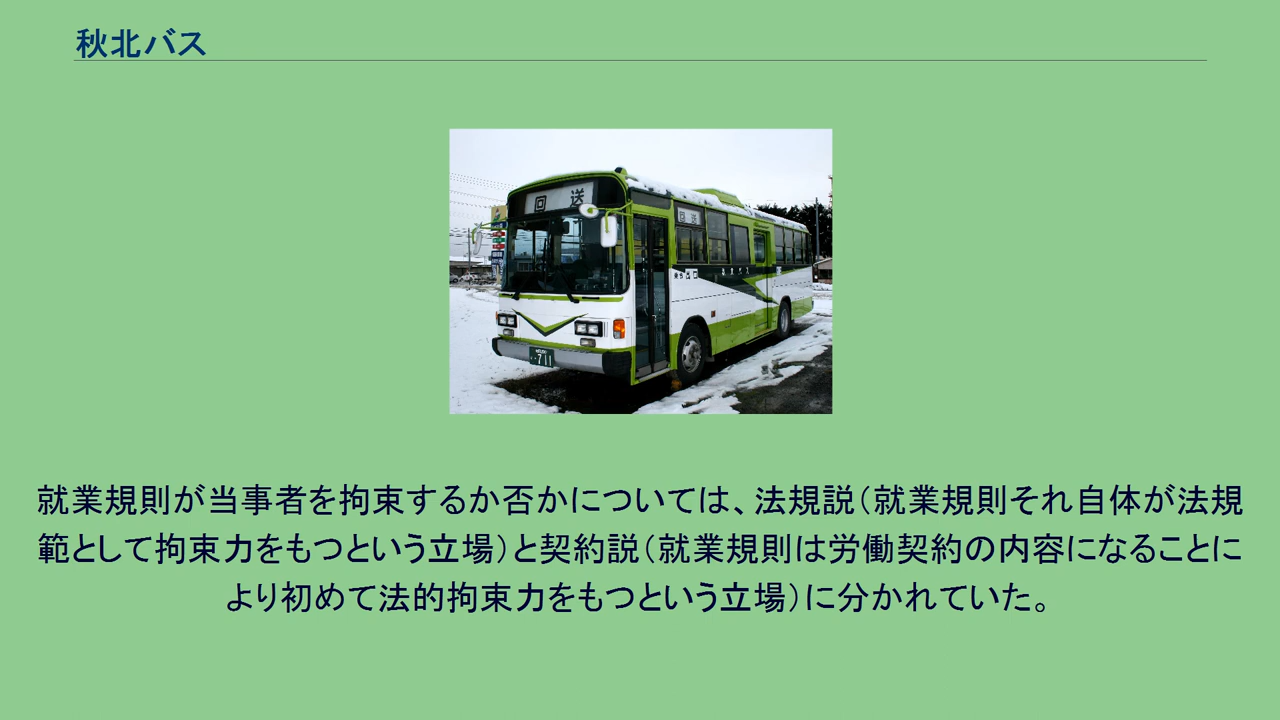 秋北バス
回送
回送
・711
就業規則が当事者を拘束するか否かについては、法規説（就業規則それ自体が法規
範として拘束力をもつという立場）と契約説（就業規則は労働契約の内容になることに
より初めて法的拘束力をもつという立場）に分かれていた。